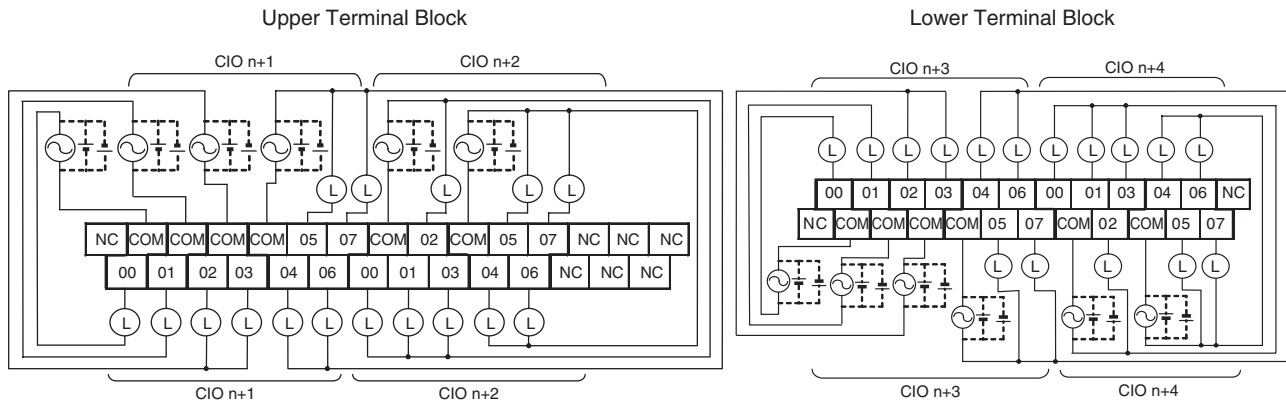 Upper Terminal Block
Lower Terminal Block
CIO n+1 CIO n+2
L L L L L
NC COM COM COM COM 05 07 COM 02 COM 05 07 NC NC NC
00 01 02 03 04 06 00 01 03 04 06 NC NC NC
L L L L L L L L L L L
CIO n+1 CIO n+2
CIO n+3 CIO n+4
L L L L L L L L L L L
00 01 02 03 04 06 00 01 03 04 06 NC
NC COM COM COM COM 05 07 COM 02 COM 05 07
L L L L L
CIO n+3 CIO n+4